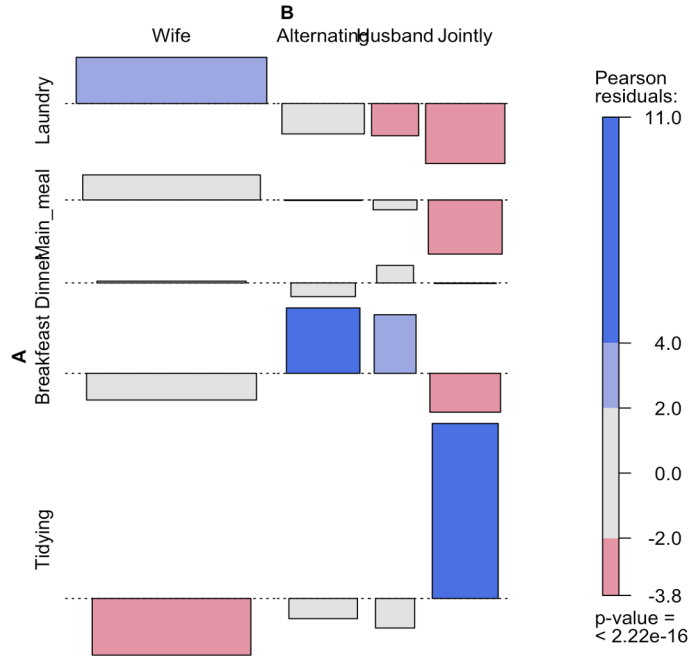 B
Wife Alternating Husband Jointly
A
Laundry
Main_meal
Dinner
Breakfeast
Tidying
Pearson
residuals:
11.0
4.0
2.0
0.0
-2.0
-3.8
p-value =
< 2.22e-16